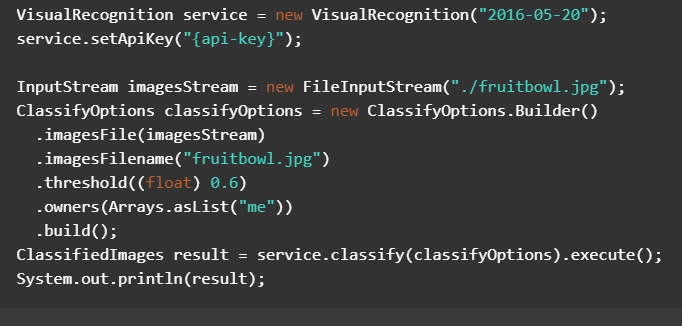 VisualRecognition service = new VisualRecognition("2016-05-20");
service.setApiKey("{api-key}");

InputStream imagesStream = new FileInputStream("./fruitbowl.jpg");
ClassifyOptions classifyOptions = new ClassifyOptions.Builder()
  .imagesFile(imagesStream)
  .imagesFilename("fruitbowl.jpg")
  .threshold((float) 0.6)
  .owners(Arrays.asList("me"))
  .build();
ClassifiedImages result = service.classify(classifyOptions).execute();
System.out.println(result);